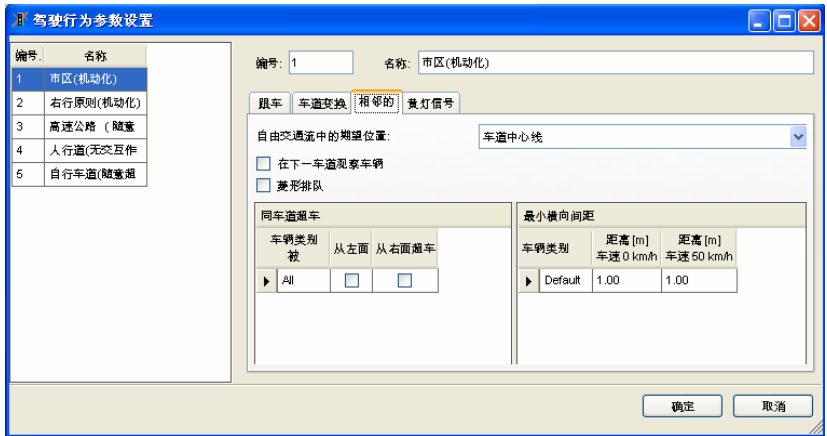 驾驶行为参数设置
编号. 名称
1 市区(机动化)
2 右行原则(机动化)
3 高速公路 (随意
4 人行道(无交互作
5 自行车道(随意超
编号: 1 名称: 市区(机动化)
跟车 车道变换 相邻的 黄灯信号
自由交通流中的期望位置: 车道中心线
在下一车道观察车辆
菱形排队
同车道超车
车辆类别被 从左面 从右面超车
All
最小横向间距
车辆类别 距离[m] 车速 0 km/h 距离[m] 车速 50 km/h
Default 1.00 1.00
确定 取消